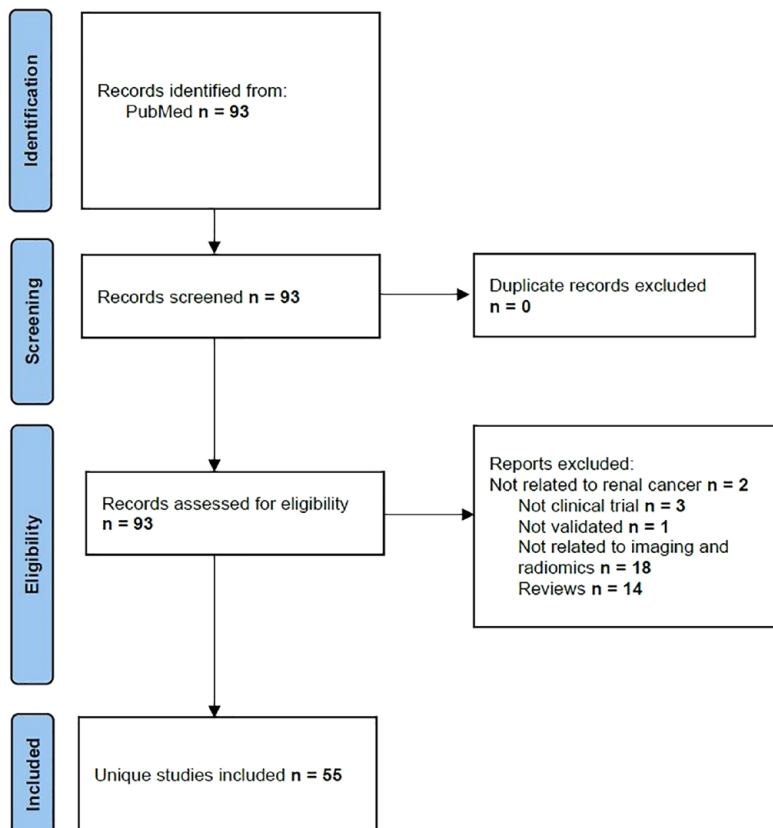 Identification
Records identified from:
PubMed n = 93
Screening
Records screened n = 93
Duplicate records excluded
n = 0
Eligibility
Records assessed for eligibility
n = 93
Reports excluded:
Not related to renal cancer n = 2
Not clinical trial n = 3
Not validated n = 1
Not related to imaging and
radiomics n = 18
Reviews n = 14
Included
Unique studies included n = 55